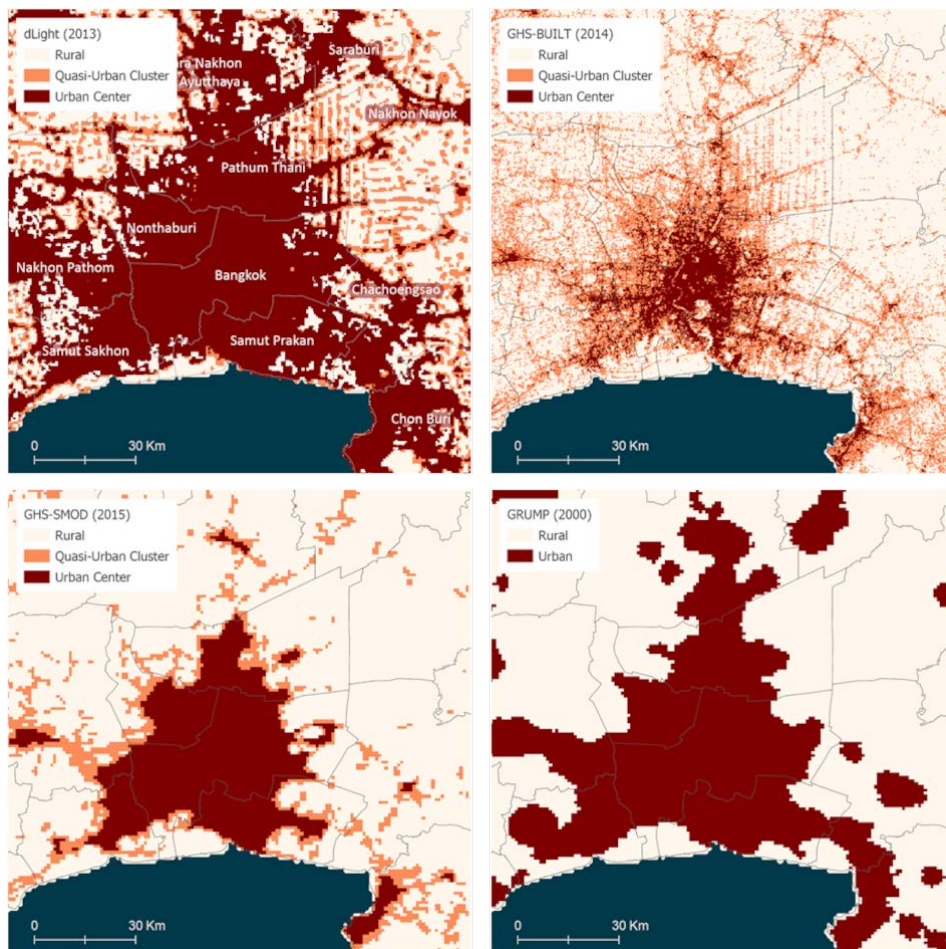 dLight (2013)
Rural
Quasi-Urban Cluster
Urban Center
ra Nakhon
Ayutthaya
Saraburi
Nakhon Nayok
Pathum Thani
Nonthaburi
Nakhon Pathom
Bangkok
Chachoengsao
Samut Sakhon
Samut Prakan
Chon Buri
0 30 Km
GHS-BUILT (2014)
Rural
Quasi-Urban Cluster
Urban Center
0 30 Km
GHS-SMOD (2015)
Rural
Quasi-Urban Cluster
Urban Center
0 30 Km
GRUMP (2000)
Rural
Urban
0 30 Km